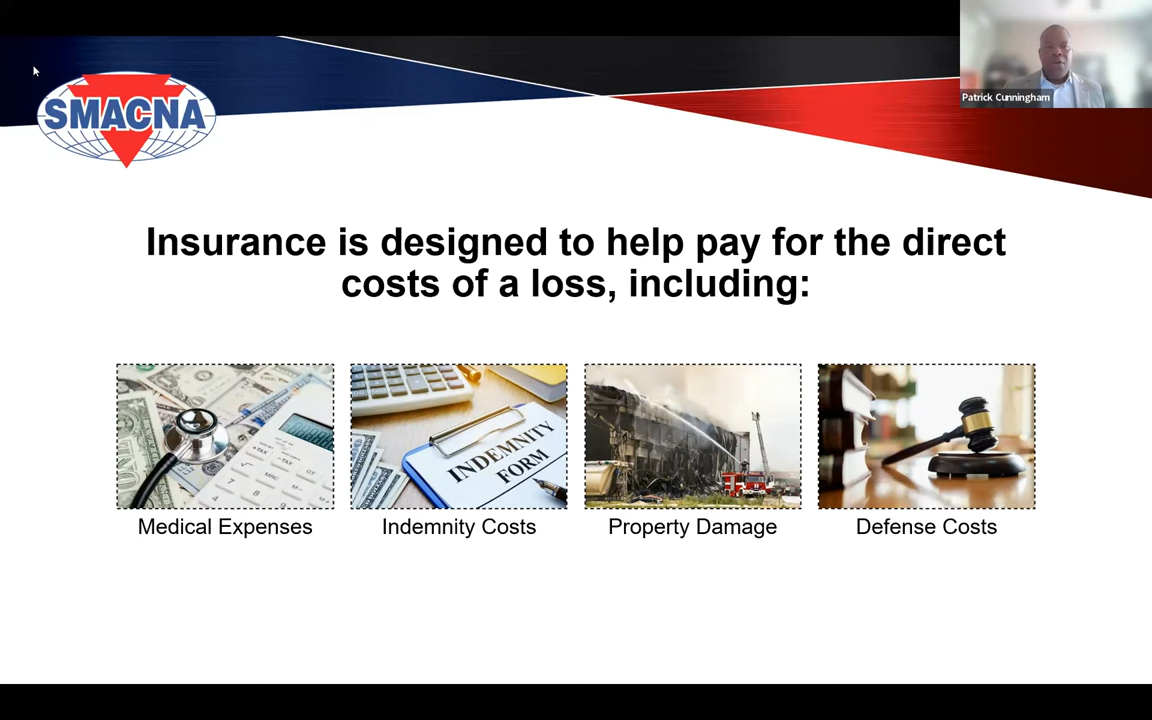 Patrick Cunningham
SMACNA
Insurance is designed to help pay for the direct
costs of a loss, including:
INDEMNITY
FORM
Medical Expenses
Indemnity Costs
Property Damage
Defense Costs